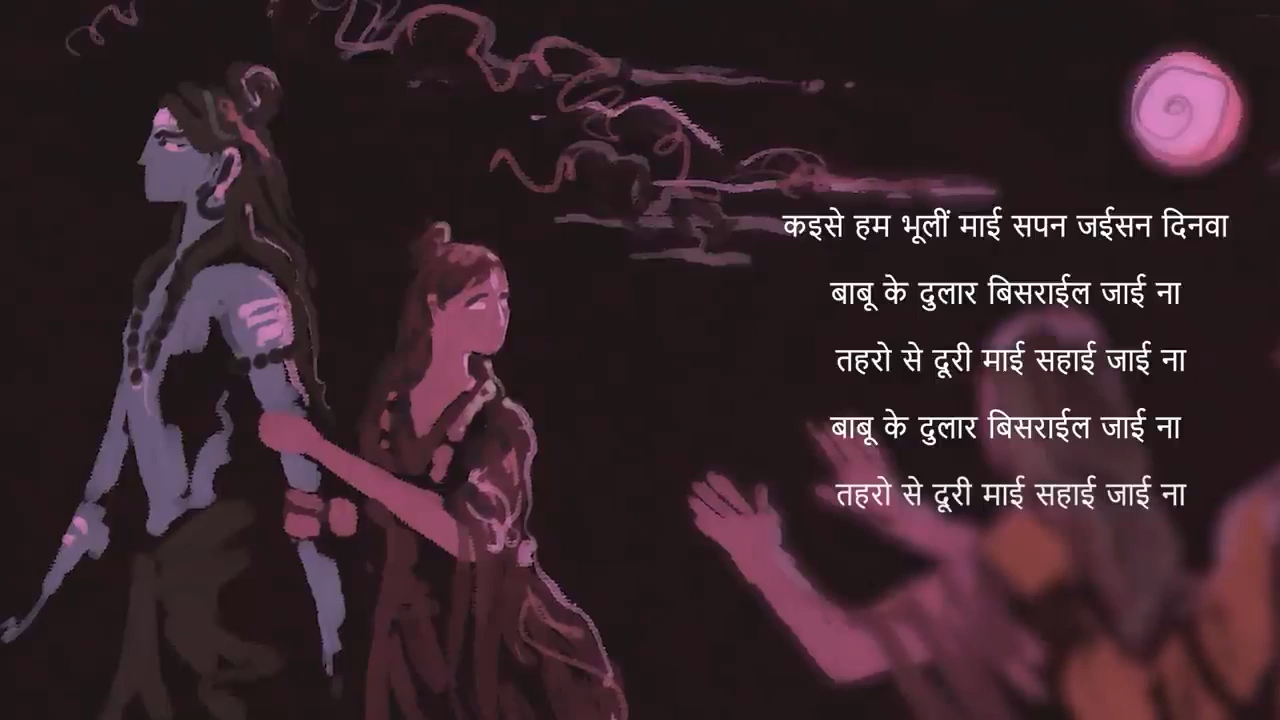 कइसे हम भूलीं माई सपन जईसन दिनवा
बाबू के दुलार बिसराईल जाई ना
तहरो से दूरी माई सहाई जाई ना
बाबू के दुलार बिसराईल जाई ना
तहरो से दूरी माई सहाई जाई ना